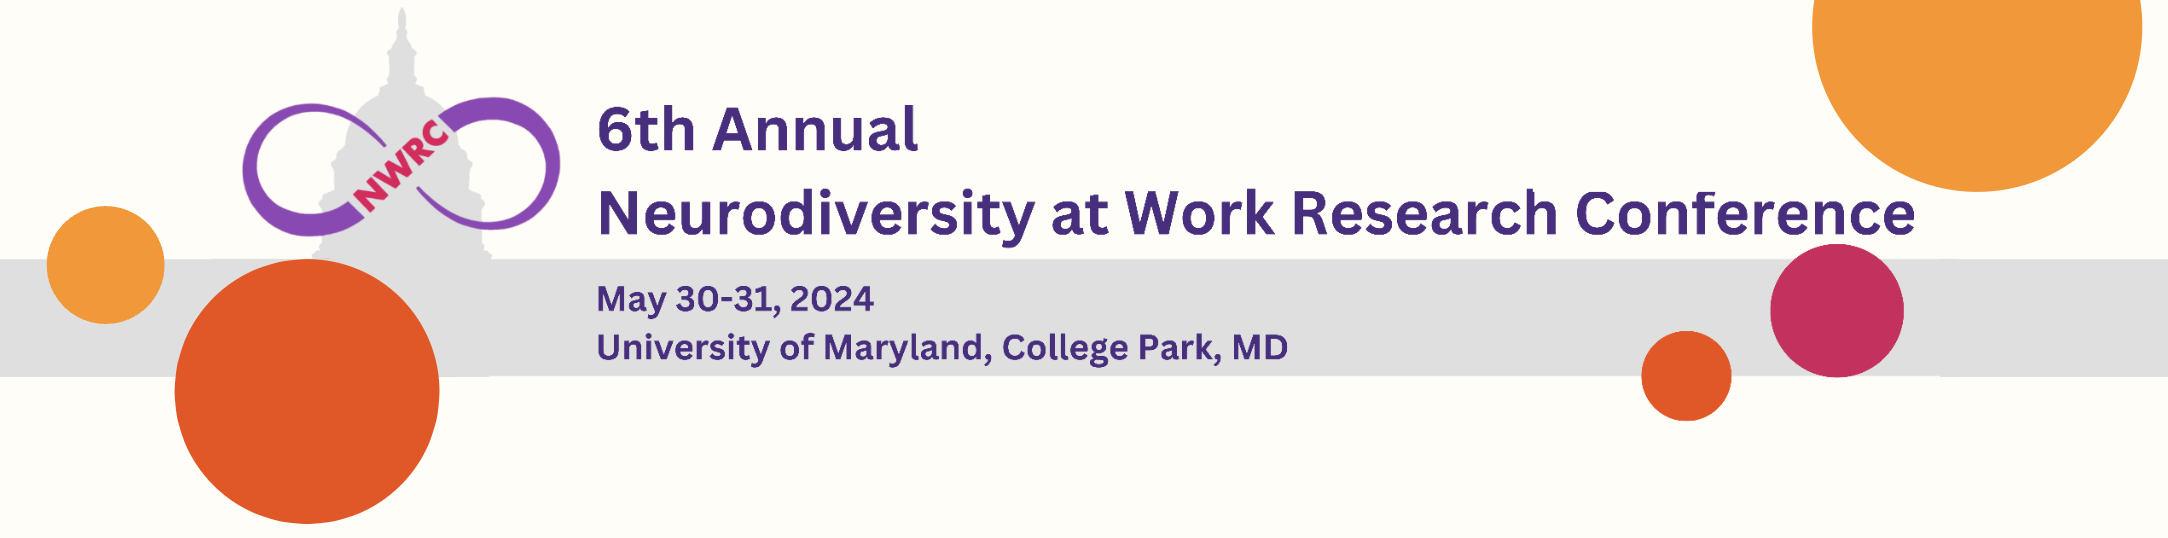 NWRC
6th Annual
Neurodiversity at Work Research Conference
May 30-31, 2024
University of Maryland, College Park, MD